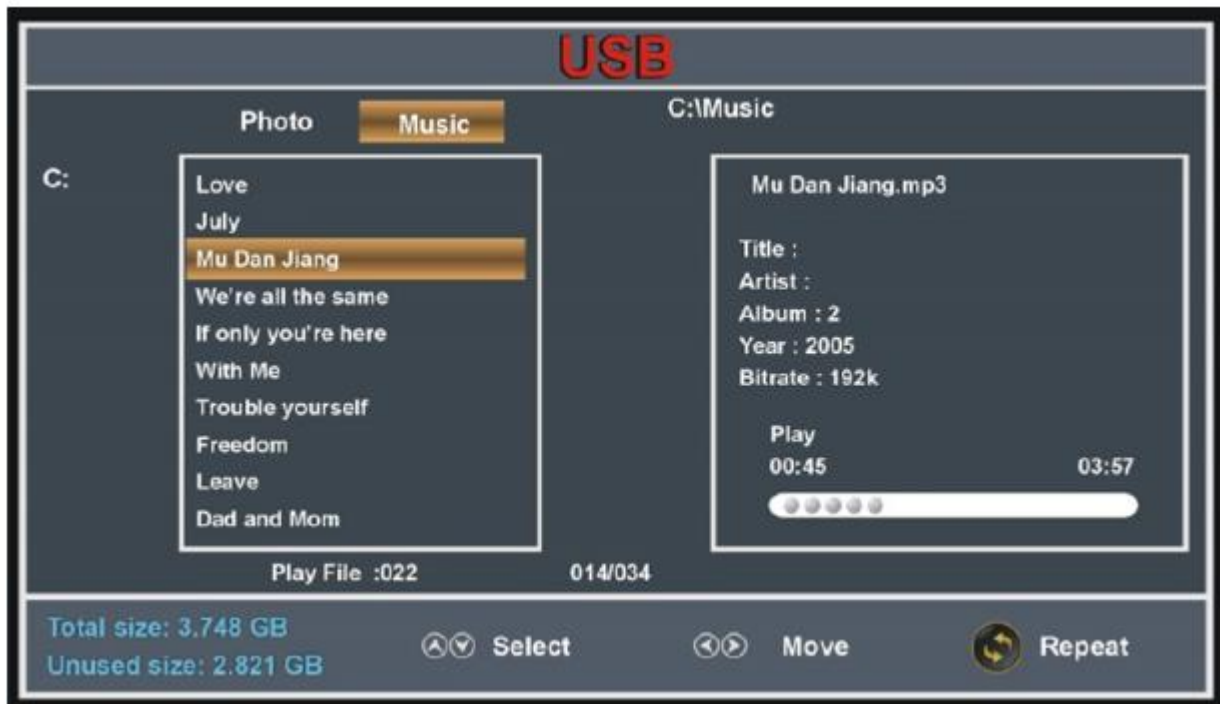 USB
Photo
Music
C:\Music
C:
Love
July
Mu Dan Jiang
We're all the same
If only you're here
With Me
Trouble yourself
Freedom
Leave
Dad and Mom
Mu Dan Jiang.mp3
Title :
Artist :
Album : 2
Year : 2005
Bitrate : 192k
Play
00:45 03:57
Play File :022 014/034
Total size: 3.748 GB
Unused size: 2.821 GB
Select
Move
Repeat